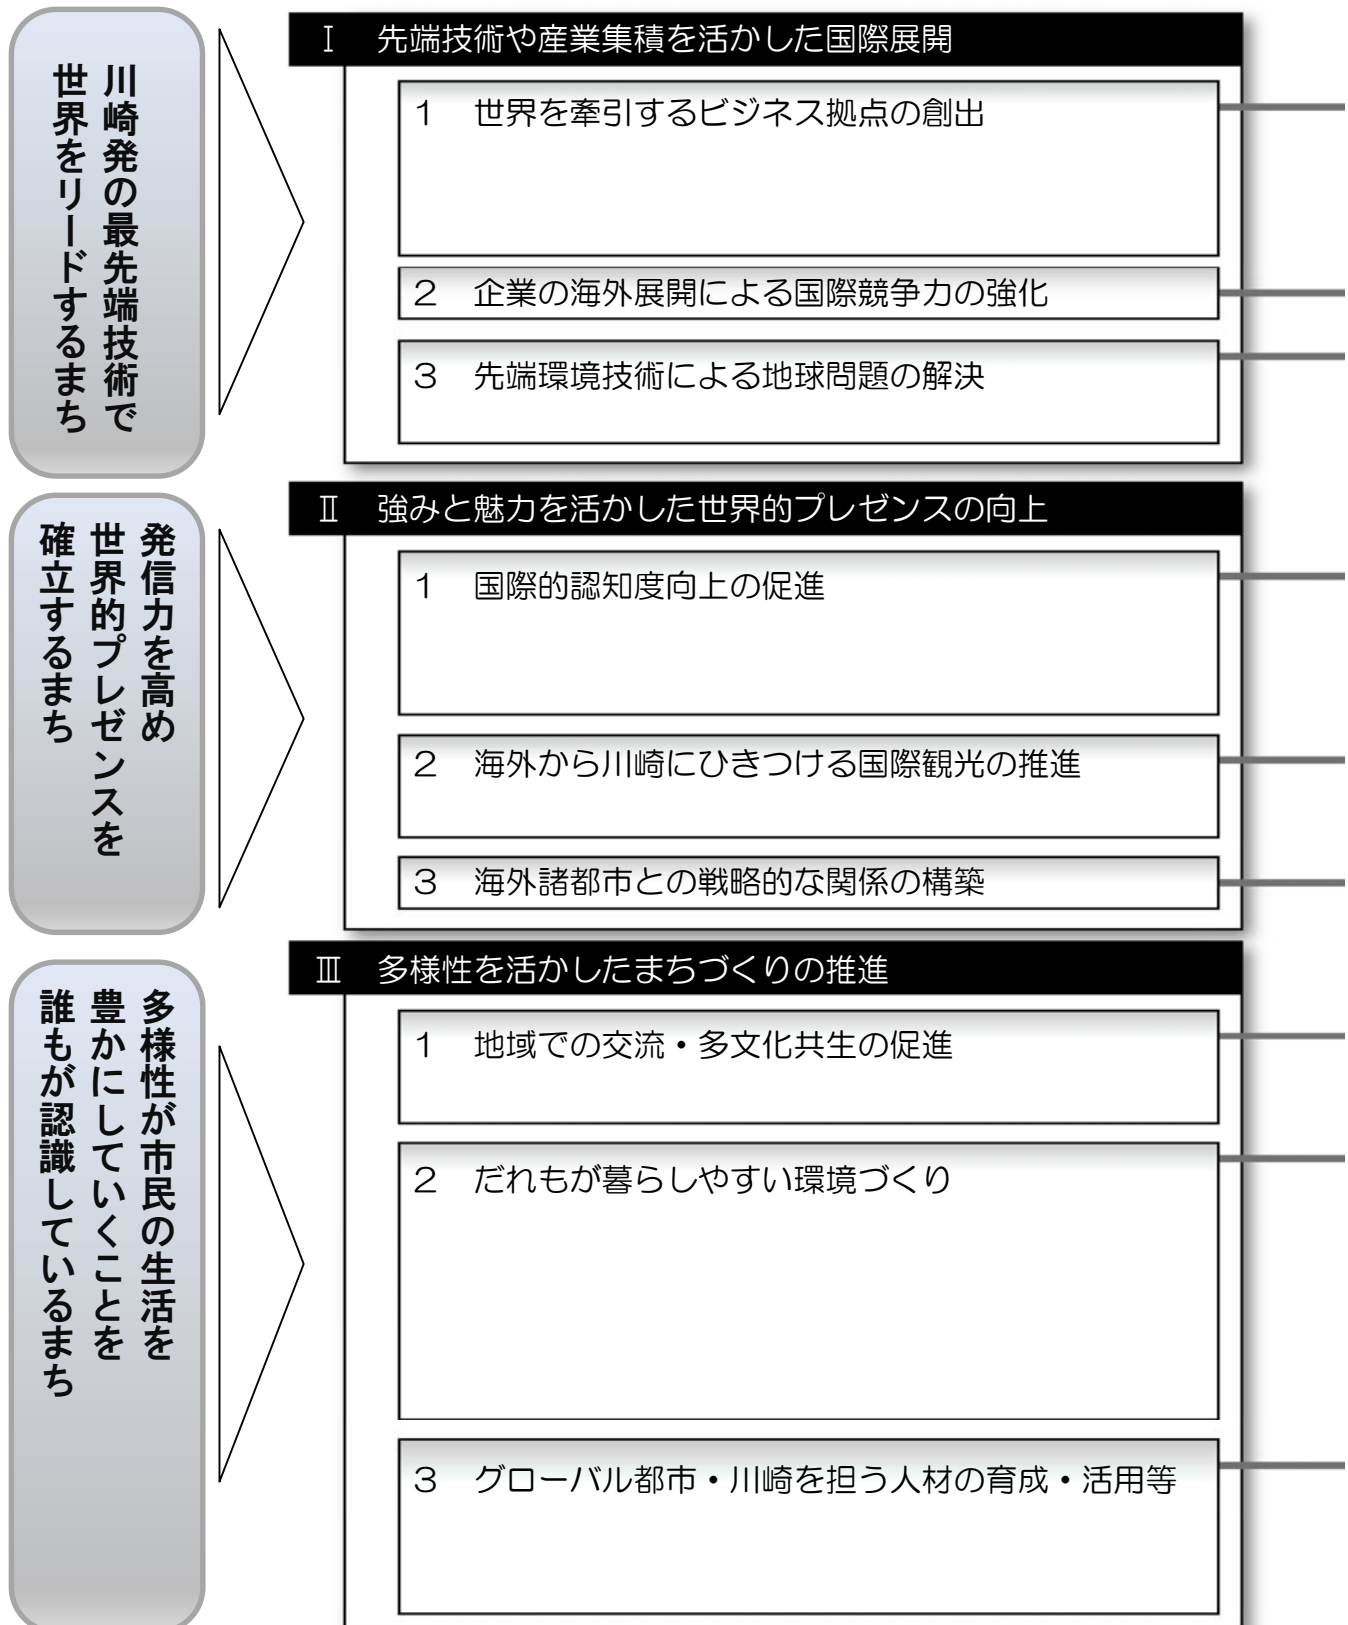 川崎発の最先端技術で
世界をリードするまち
Ⅰ 先端技術や産業集積を活かした国際展開
1 世界を牽引するビジネス拠点の創出
2 企業の海外展開による国際競争力の強化
3 先端環境技術による地球問題の解決
発信力を高め
世界的プレゼンスを
確立するまち
Ⅱ 強みと魅力を活かした世界的プレゼンスの向上
1 国際的認知度向上の促進
2 海外から川崎にひきつける国際観光の推進
3 海外諸都市との戦略的な関係の構築
多様性が市民の生活を
豊かにしていくことを
誰もが認識しているまち
Ⅲ 多様性を活かしたまちづくりの推進
1 地域での交流・多文化共生の促進
2 だれもが暮らしやすい環境づくり
3 グローバル都市・川崎を担う人材の育成・活用等